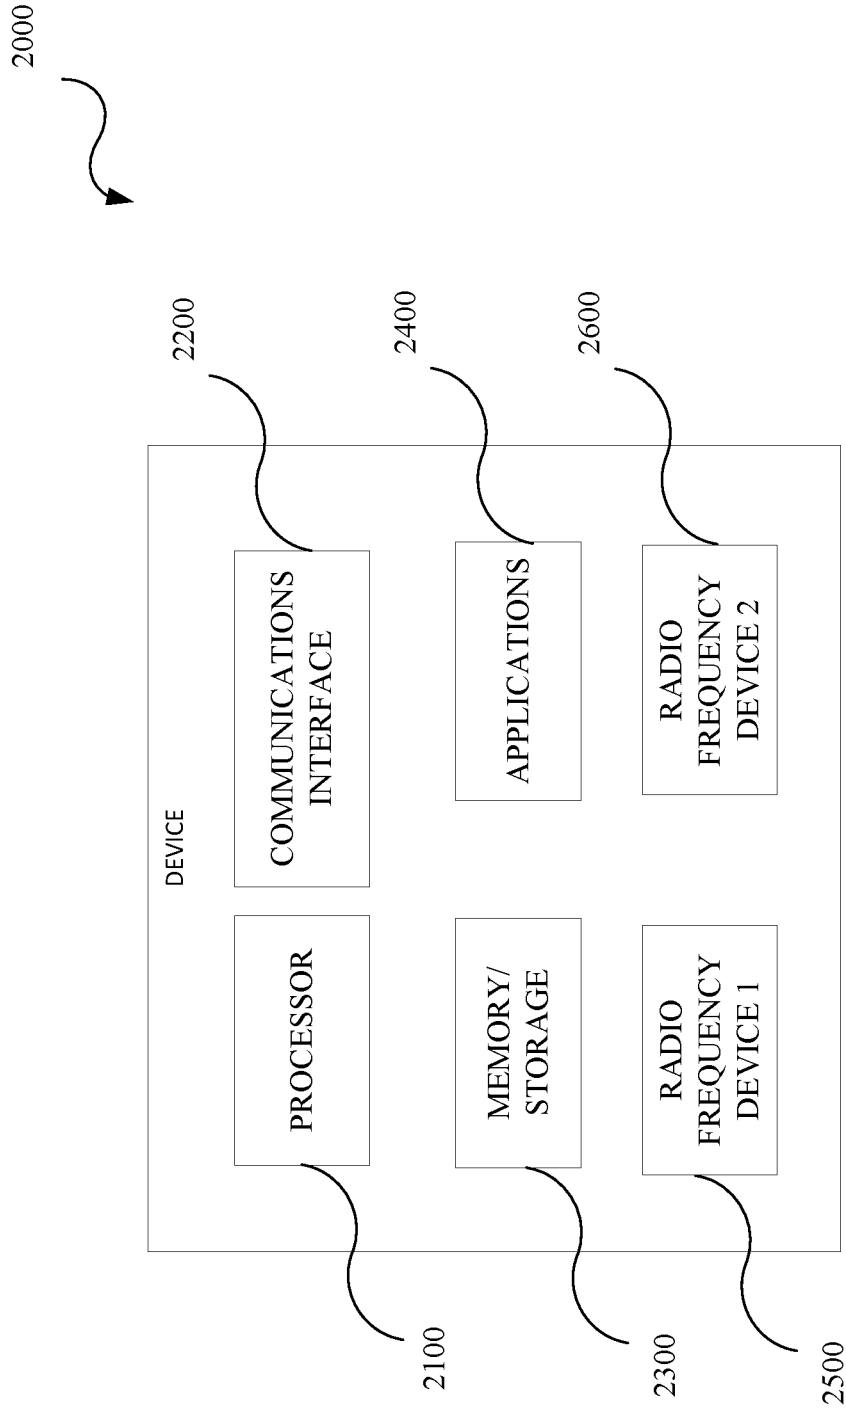 2000
DEVICE
PROCESSOR
2100
COMMUNICATIONS
INTERFACE
2200
MEMORY/
STORAGE
2300
APPLICATIONS
2400
RADIO
FREQUENCY
DEVICE 1
2500
RADIO
FREQUENCY
DEVICE 2
2600